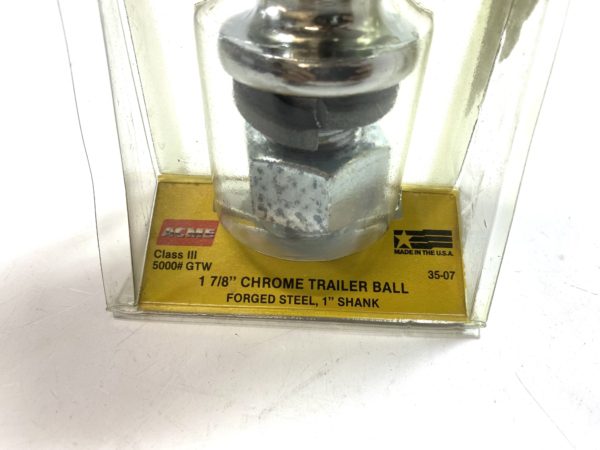 ACME
Class III
5000# GTW
MADE IN THE U.S.A.
35-07
1 7/8" CHROME TRAILER BALL
FORGED STEEL, 1" SHANK